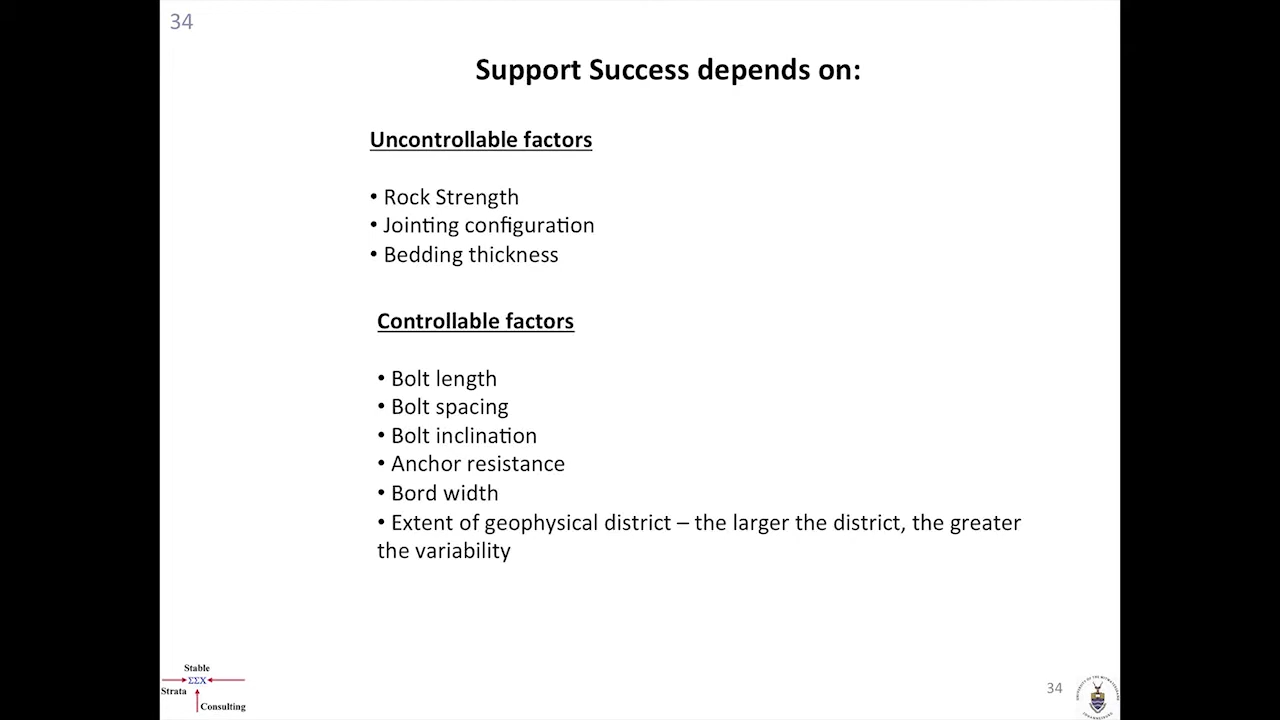 34
Support Success depends on:
Uncontrollable factors
• Rock Strength
• Jointing configuration
• Bedding thickness
Controllable factors
• Bolt length
• Bolt spacing
• Bolt inclination
• Anchor resistance
• Bord width
• Extent of geophysical district – the larger the district, the greater
the variability
Stable
ΣΣX
Strata
Consulting
34